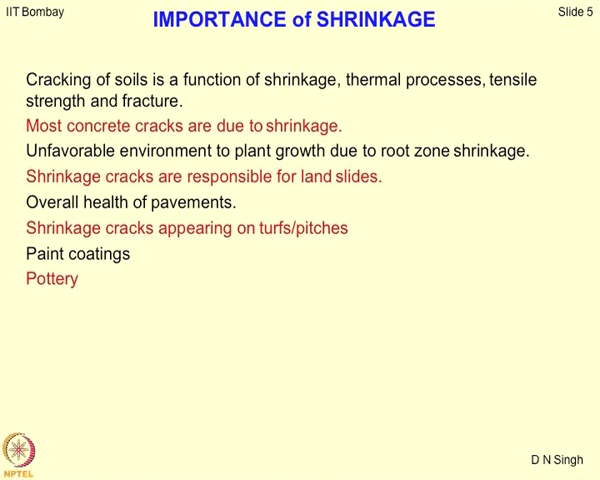 IIT Bombay
IMPORTANCE of SHRINKAGE
Slide 5
Cracking of soils is a function of shrinkage, thermal processes, tensile
strength and fracture.
Most concrete cracks are due to shrinkage.
Unfavorable environment to plant growth due to root zone shrinkage.
Shrinkage cracks are responsible for land slides.
Overall health of pavements.
Shrinkage cracks appearing on turfs/pitches
Paint coatings
Pottery
NPTEL
D N Singh